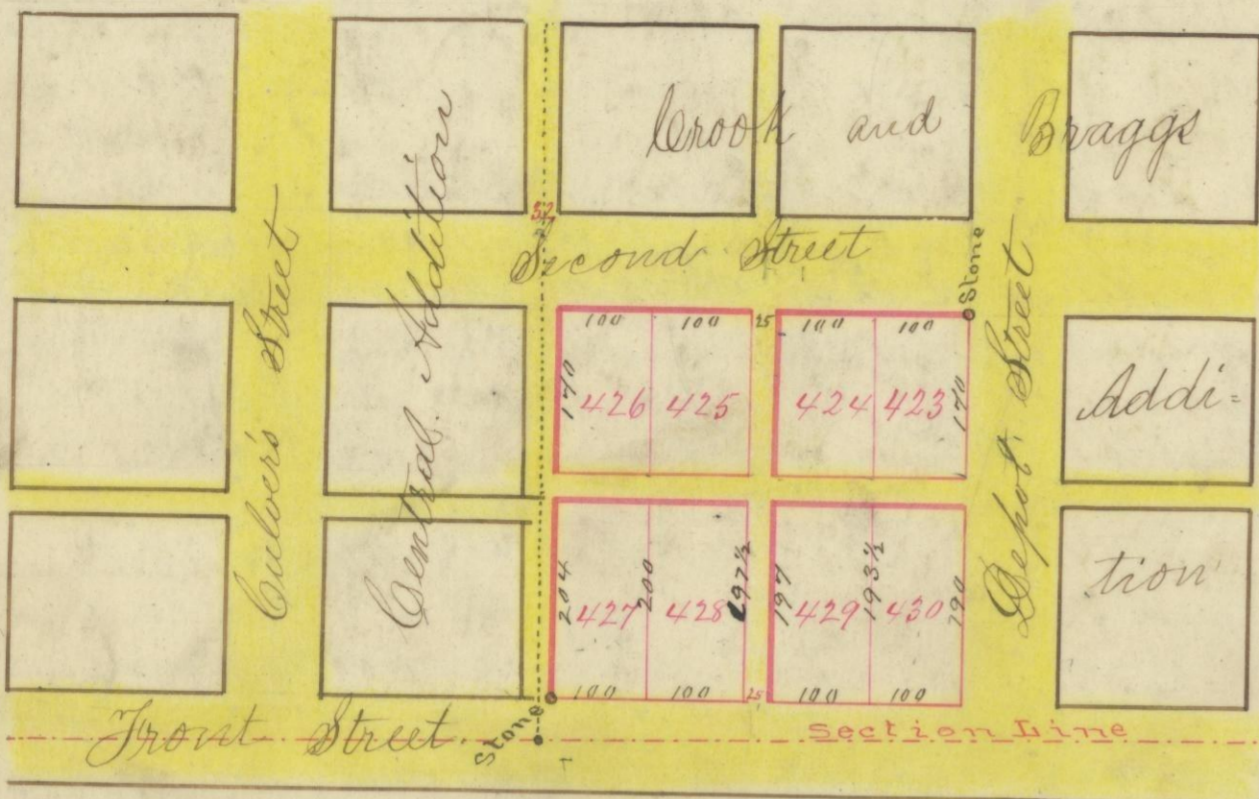 Crook and Braggs
Addi=
tion
Central Addition
Culvers Street
Depot Street
Second Street
32
Stone
100 100 25 100 100
170 426 425 424 423 170
204 427 200 428 197½ 197 429 193½ 430 190
100 100 25 100 100
Stone
Section Line
Front Street